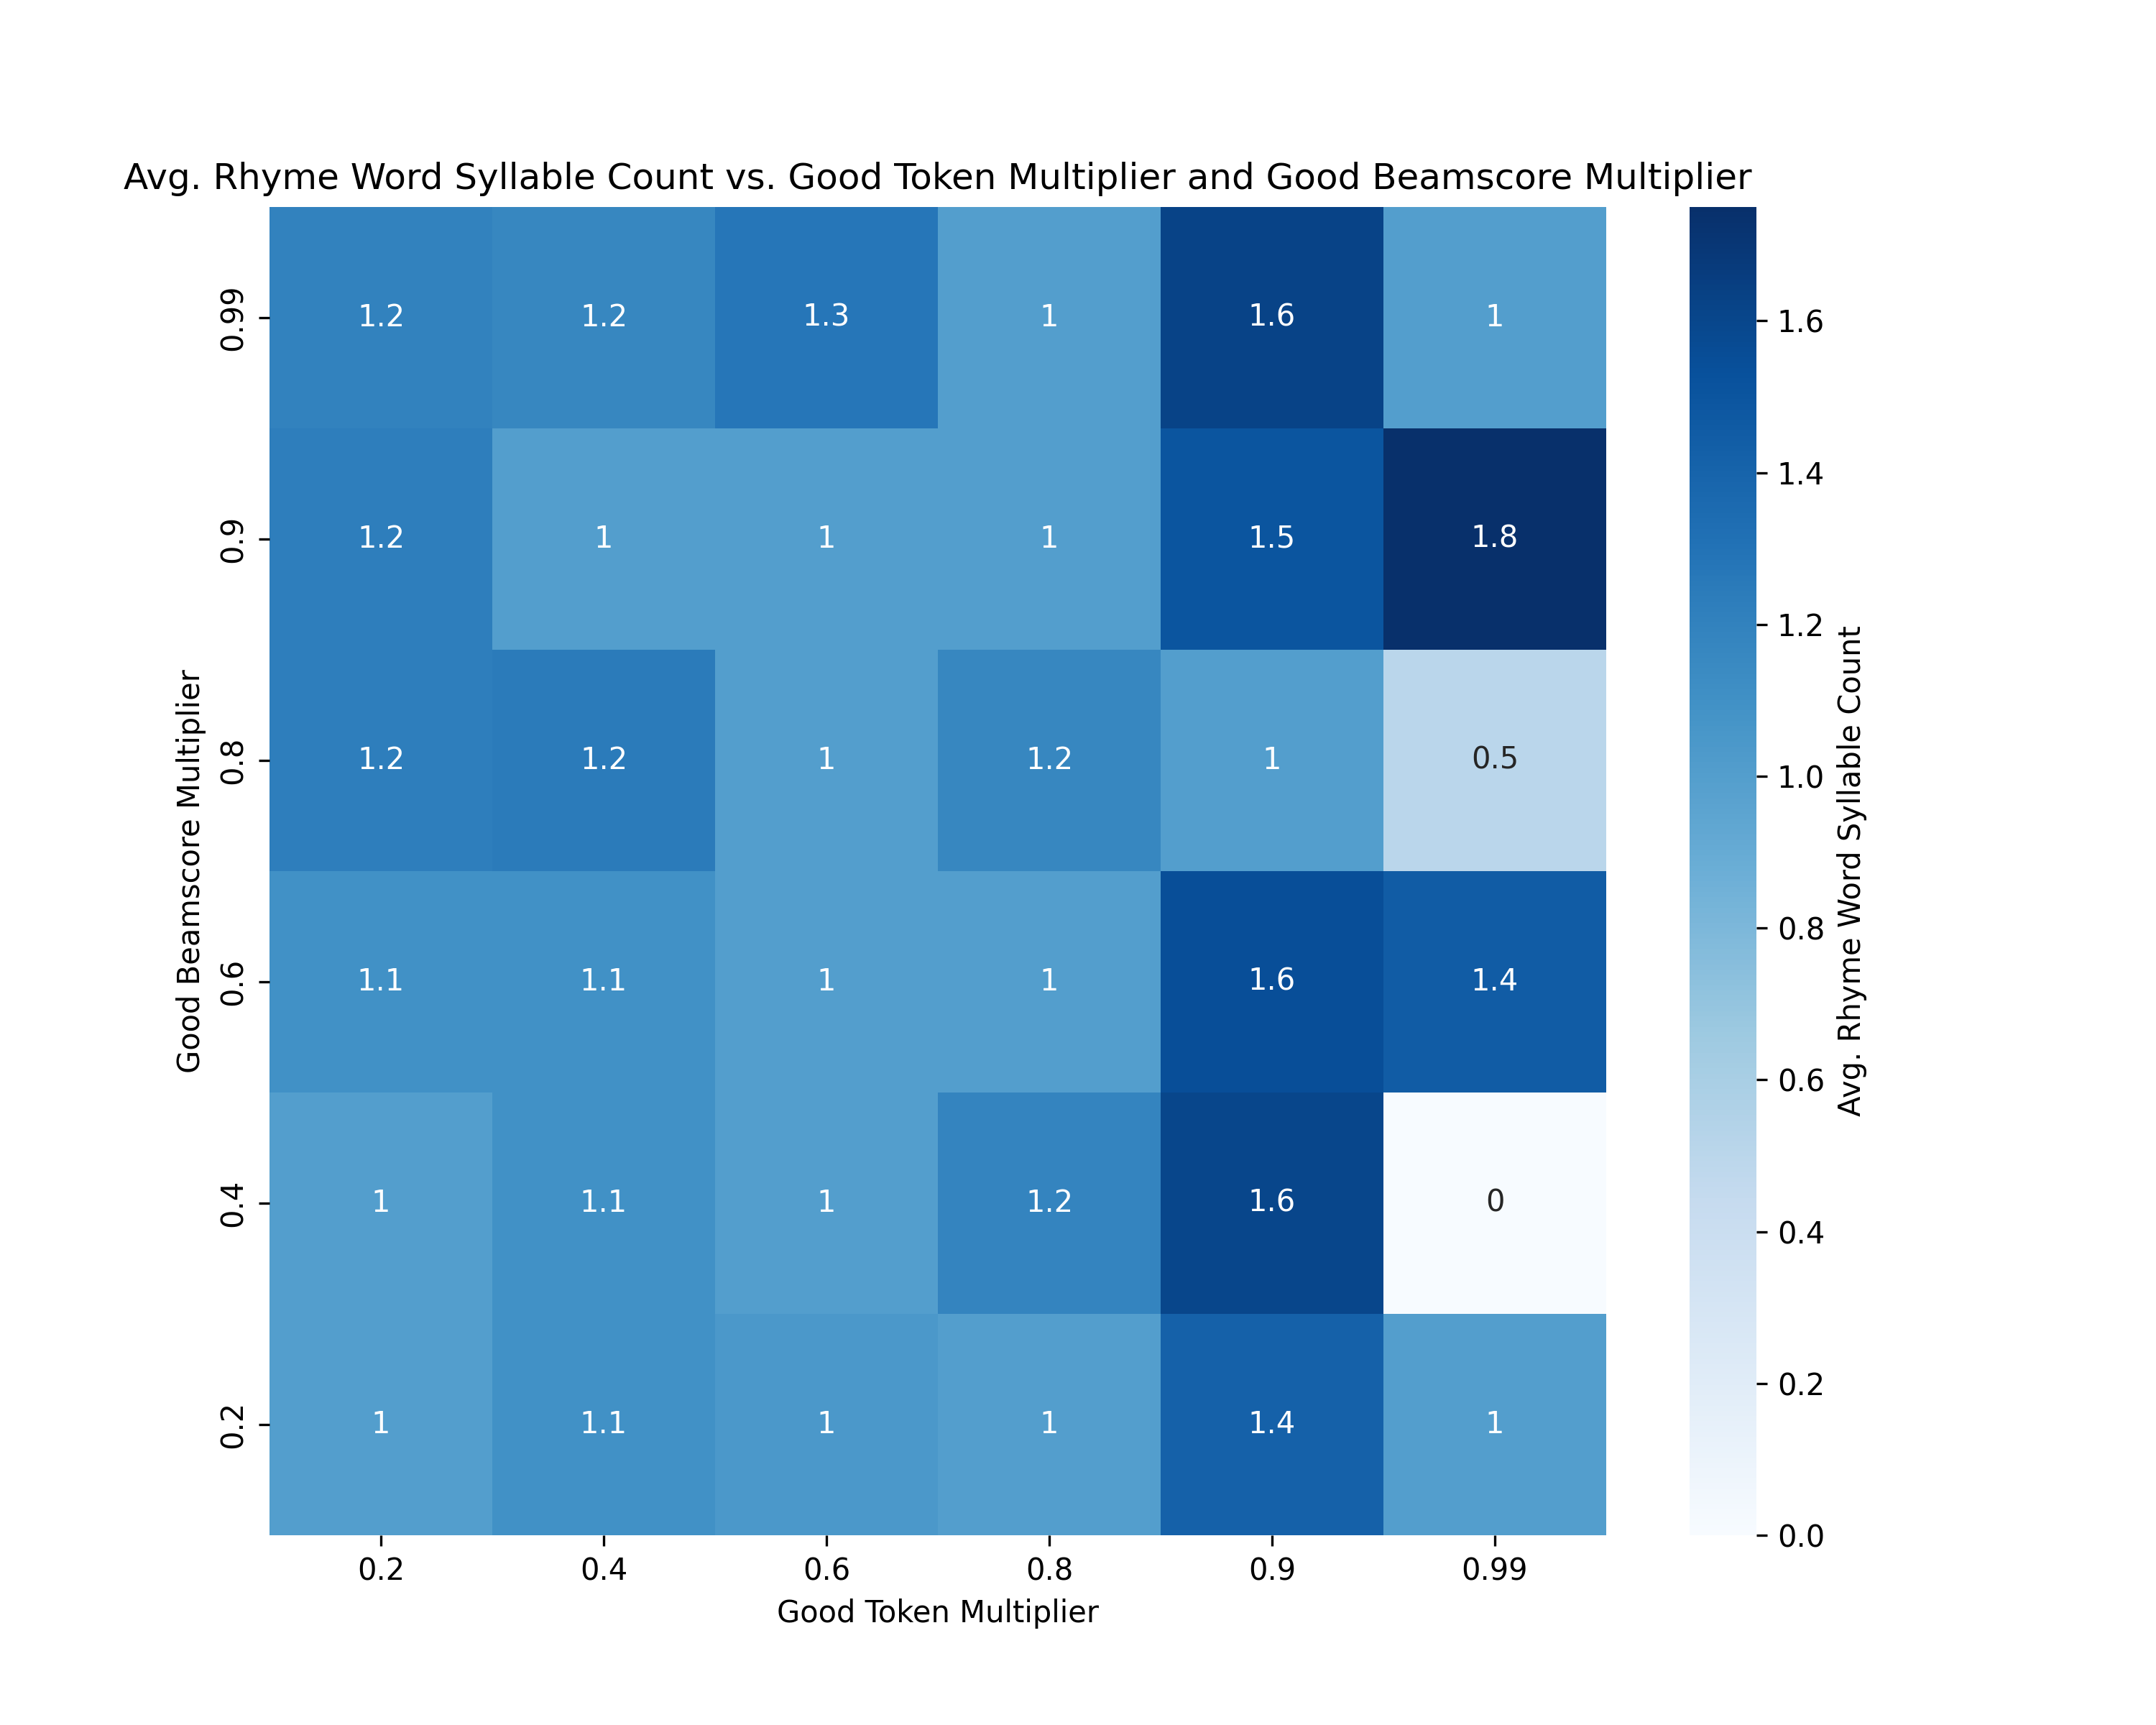 Avg. Rhyme Word Syllable Count vs. Good Token Multiplier and Good Beamscore Multiplier
0.99 1.2 1.2 1.3 1 1.6 1
0.9 1.2 1 1 1 1.5 1.8
0.8 1.2 1.2 1 1.2 1 0.5
0.6 1.1 1.1 1 1 1.6 1.4
0.4 1 1.1 1 1.2 1.6 0
0.2 1 1.1 1 1 1.4 1
0.2 0.4 0.6 0.8 0.9 0.99
Good Token Multiplier
Good Beamscore Multiplier
1.6
1.4
1.2
1.0
0.8
0.6
0.4
0.2
0.0
Avg. Rhyme Word Syllable Count